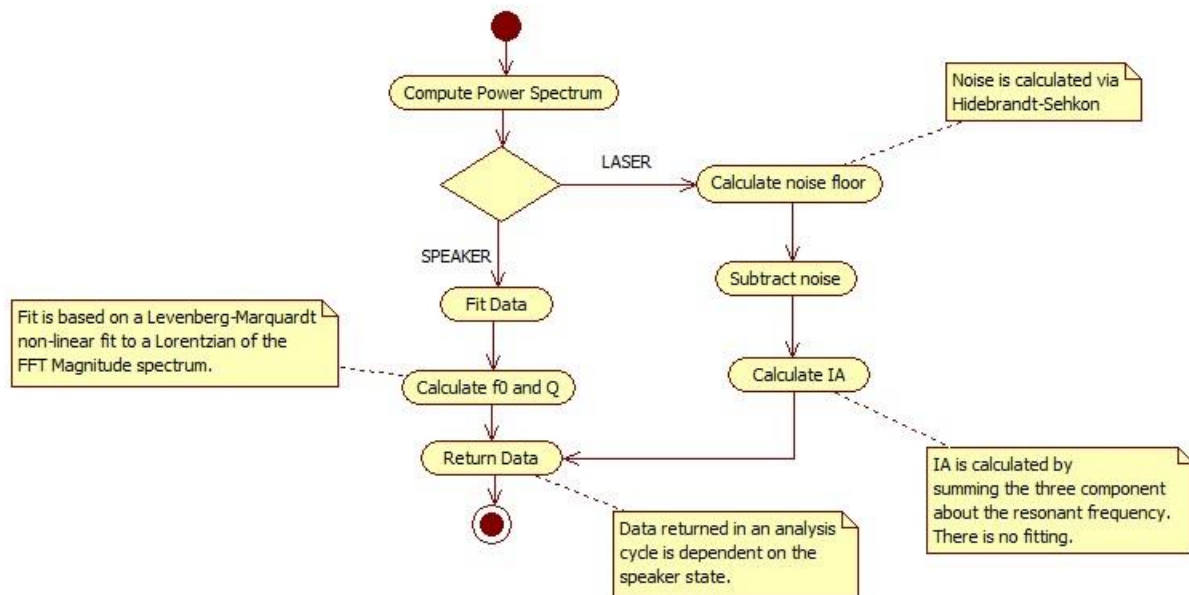 Compute Power Spectrum
Noise is calculated via
Hidebrandt-Sehkon
LASER
Calculate noise floor
SPEAKER
Subtract noise
Fit Data
Fit is based on a Levenberg-Marquardt
non-linear fit to a Lorentzian of the
FFT Magnitude spectrum.
Calculate f0 and Q
Calculate IA
Return Data
IA is calculated by
summing the three component
about the resonant frequency.
There is no fitting.
Data returned in an analysis
cycle is dependent on the
speaker state.